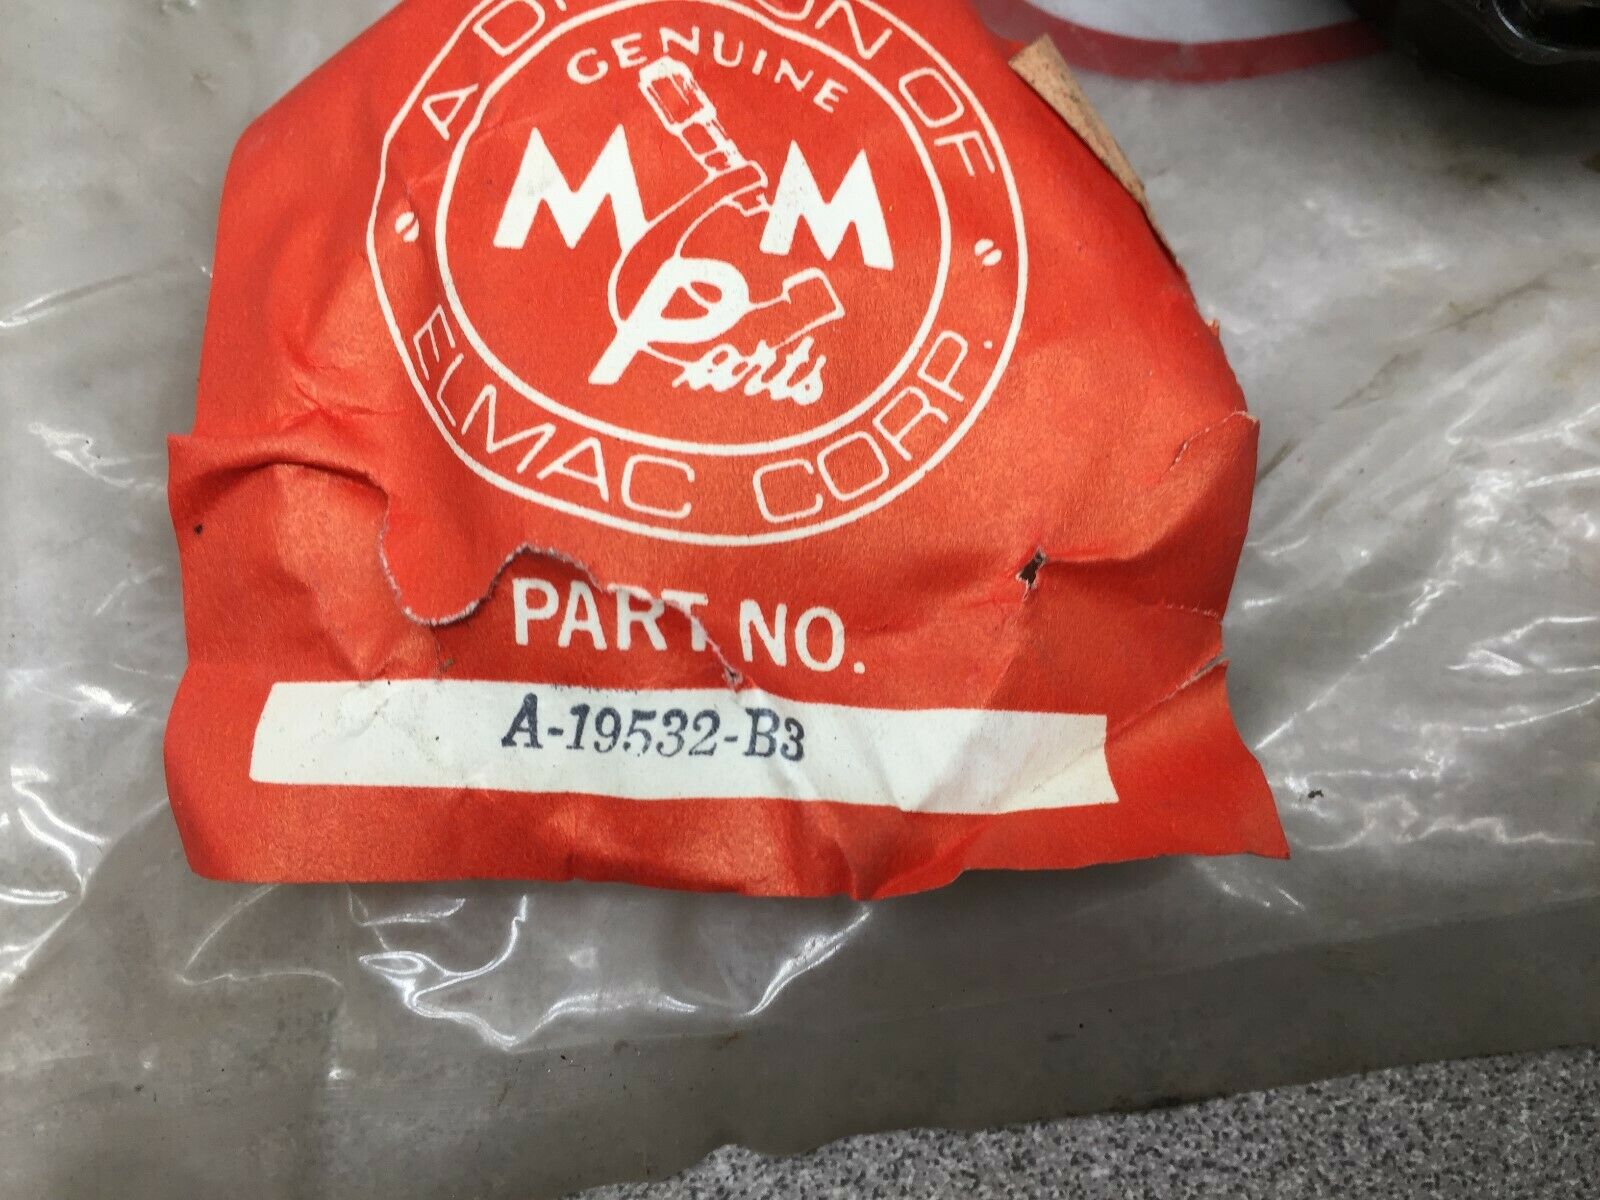 A DIVISION OF
GENUINE
M M
Parts
ELMAC CORP.
PART NO.
A-19532-B3